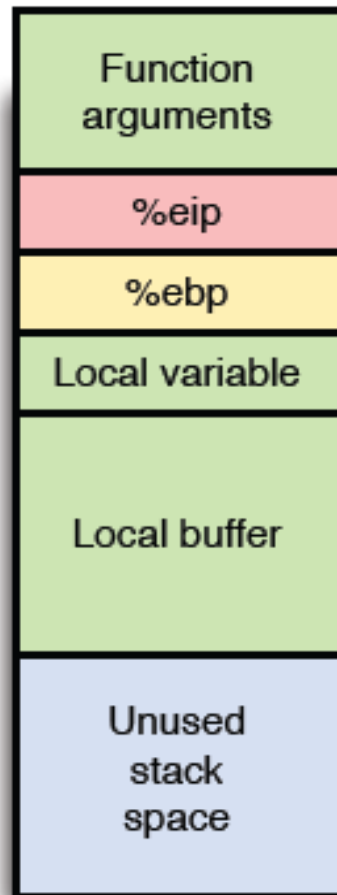 Function
arguments
%eip
%ebp
Local variable
Local buffer
Unused
stack
space